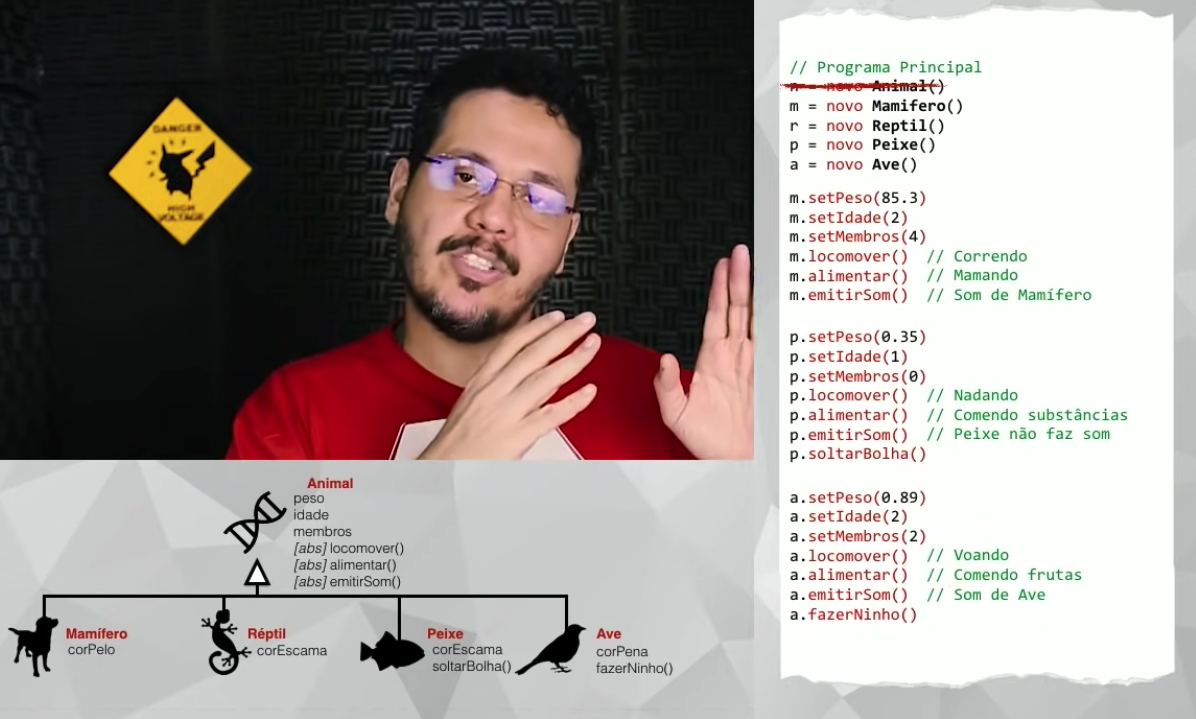 DANGER
HIGH
VOLTAGE
// Programa Principal
n = novo Animal()
m = novo Mamifero()
r = novo Reptil()
p = novo Peixe()
a = novo Ave()
m.setPeso(85.3)
m.setIdade(2)
m.setMembros(4)
m.locomover() // Correndo
m.alimentar() // Mamando
m.emitirSom() // Som de Mamífero
p.setPeso(0.35)
p.setIdade(1)
p.setMembros(0)
p.locomover() // Nadando
p.alimentar() // Comendo substâncias
p.emitirSom() // Peixe não faz som
p.soltarBolha()
a.setPeso(0.89)
a.setIdade(2)
a.setMembros(2)
a.locomover() // Voando
a.alimentar() // Comendo frutas
a.emitirSom() // Som de Ave
a.fazerNinho()
Animal
peso
idade
membros
[abs] locomover()
[abs] alimentar()
[abs] emitirSom()
Mamífero
corPelo
Réptil
corEscama
Peixe
corEscama
soltarBolha()
Ave
corPena
fazerNinho()